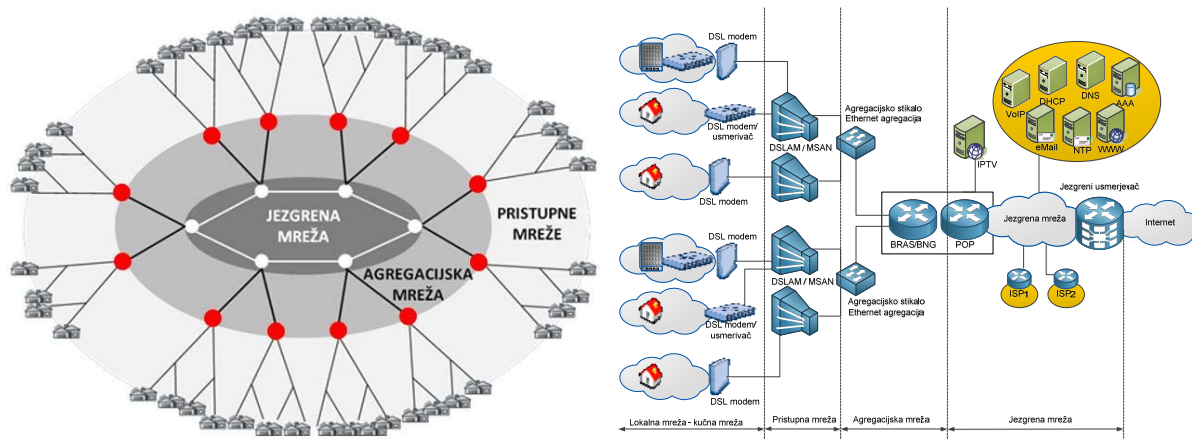 JEZGRENA
MREŽA
PRISTUPNE
MREŽE
AGREGACIJSKA
MREŽA
DSL modem
DSL modem/
usmerivač
DSL modem
DSL modem
DSL modem/
usmerivač
DSL modem
DSLAM / MSAN
DSLAM / MSAN
Agregacijsko stikalo
Ethernet agregacija
Agregacijsko stikalo
Ethernet agregacija
BRAS/BNG
POP
IPTV
VoIP
DHCP
DNS
AAA
eMail
NTP
WWW
Jezgreni usmerjevač
Jezgrena mreža
Internet
ISP1
ISP2
Lokalna mreža - kučna mreža
Pristupna mreža
Agregacijska mreža
Jezgrena mreža